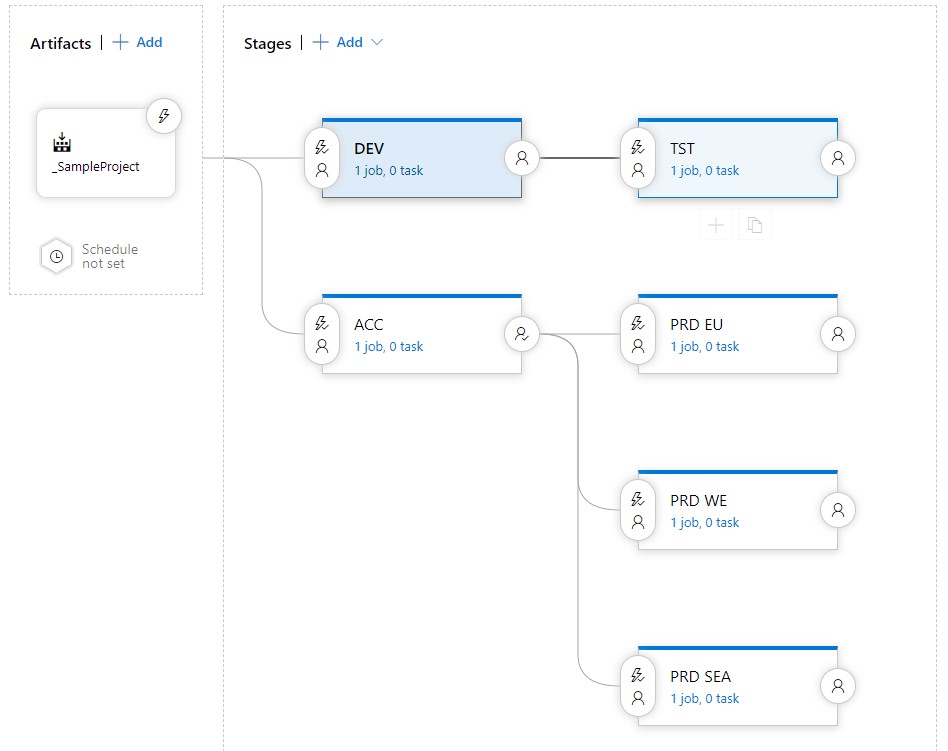 Artifacts | + Add
Stages | + Add
_SampleProject
Schedule
not set
DEV
1 job, 0 task
TST
1 job, 0 task
ACC
1 job, 0 task
PRD EU
1 job, 0 task
PRD WE
1 job, 0 task
PRD SEA
1 job, 0 task